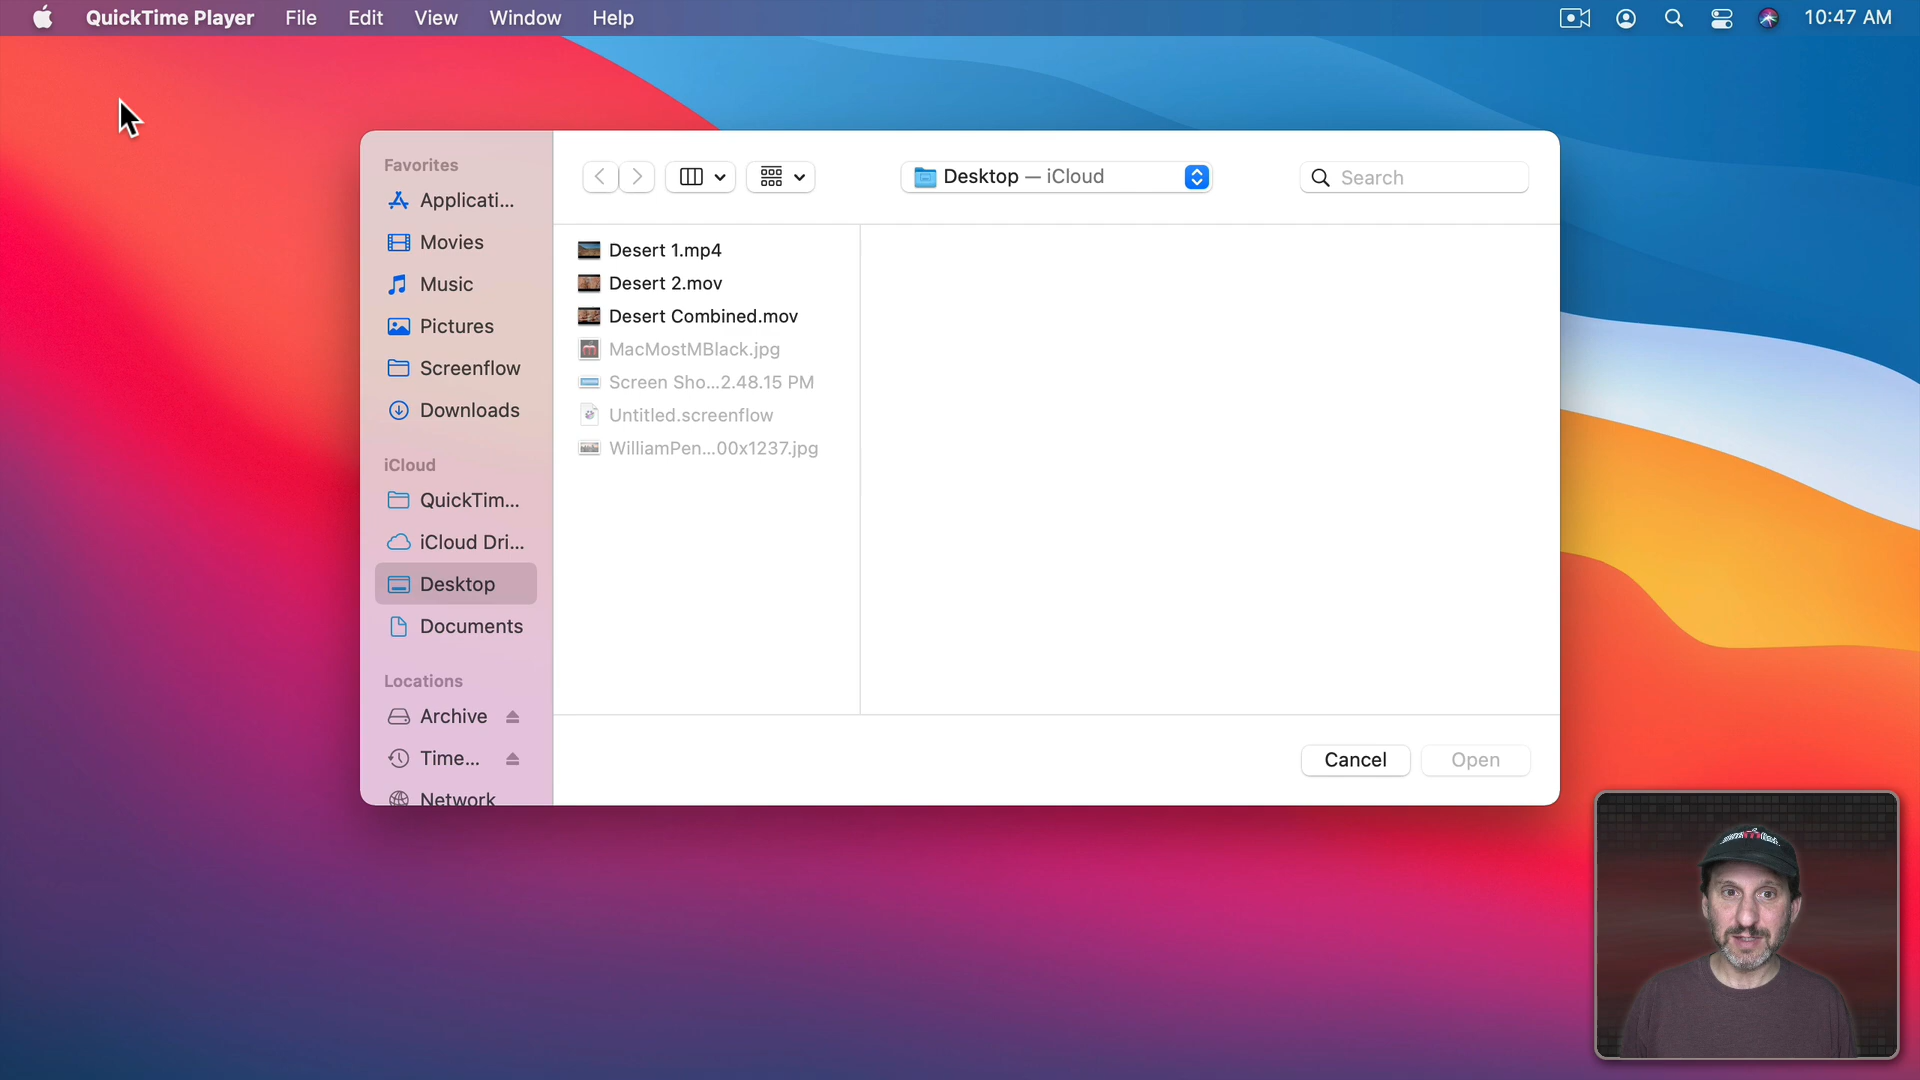 QuickTime Player File Edit View Window Help 10:47 AM
Favorites
Applicati...
Movies
Music
Pictures
Screenflow
Downloads
iCloud
QuickTim...
iCloud Dri...
Desktop
Documents
Locations
Archive
Time...
Network
Desktop — iCloud
Search
Desert 1.mp4
Desert 2.mov
Desert Combined.mov
MacMostMBlack.jpg
Screen Sho...2.48.15 PM
Untitled.screenflow
WilliamPen...00x1237.jpg
Cancel
Open